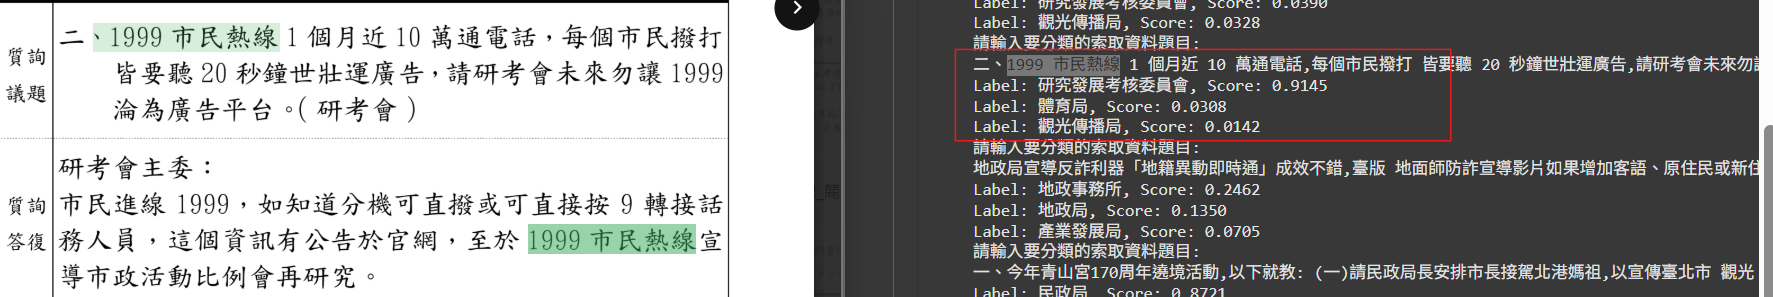 質詢
議題
二、1999 市民熱線 1 個月近 10 萬通電話，每個市民撥打
皆要聽 20 秒鐘世壯運廣告，請研考會未來勿讓 1999
淪為廣告平台。（研考會）
質詢
答復
研考會主委：
市民進線 1999，如知道分機可直撥或可直接按 9 轉接話
務人員，這個資訊有公告於官網，至於 1999 市民熱線宣
導市政活動比例會再研究。
Label: 研究發展考核委員會, Score: 0.0390
Label: 觀光傳播局, Score: 0.0328
請輸入要分類的索取資料題目:
二、1999 市民熱線 1 個月近 10 萬通電話,每個市民撥打 皆要聽 20 秒鐘世壯運廣告,請研考會未來勿
Label: 研究發展考核委員會, Score: 0.9145
Label: 體育局, Score: 0.0308
Label: 觀光傳播局, Score: 0.0142
請輸入要分類的索取資料題目:
地政局宣導反詐利器「地籍異動即時通」成效不錯,臺版 地面師防詐宣導影片如果增加客語、原住民或新住
Label: 地政事務所, Score: 0.2462
Label: 地政局, Score: 0.1350
Label: 產業發展局, Score: 0.0705
請輸入要分類的索取資料題目:
一、今年青山宮170周年遶境活動,以下就教: (一)請民政局長安排市長接駕北港媽祖,以宣傳臺北市 觀光
Label: 民政局, Score: 0.8721